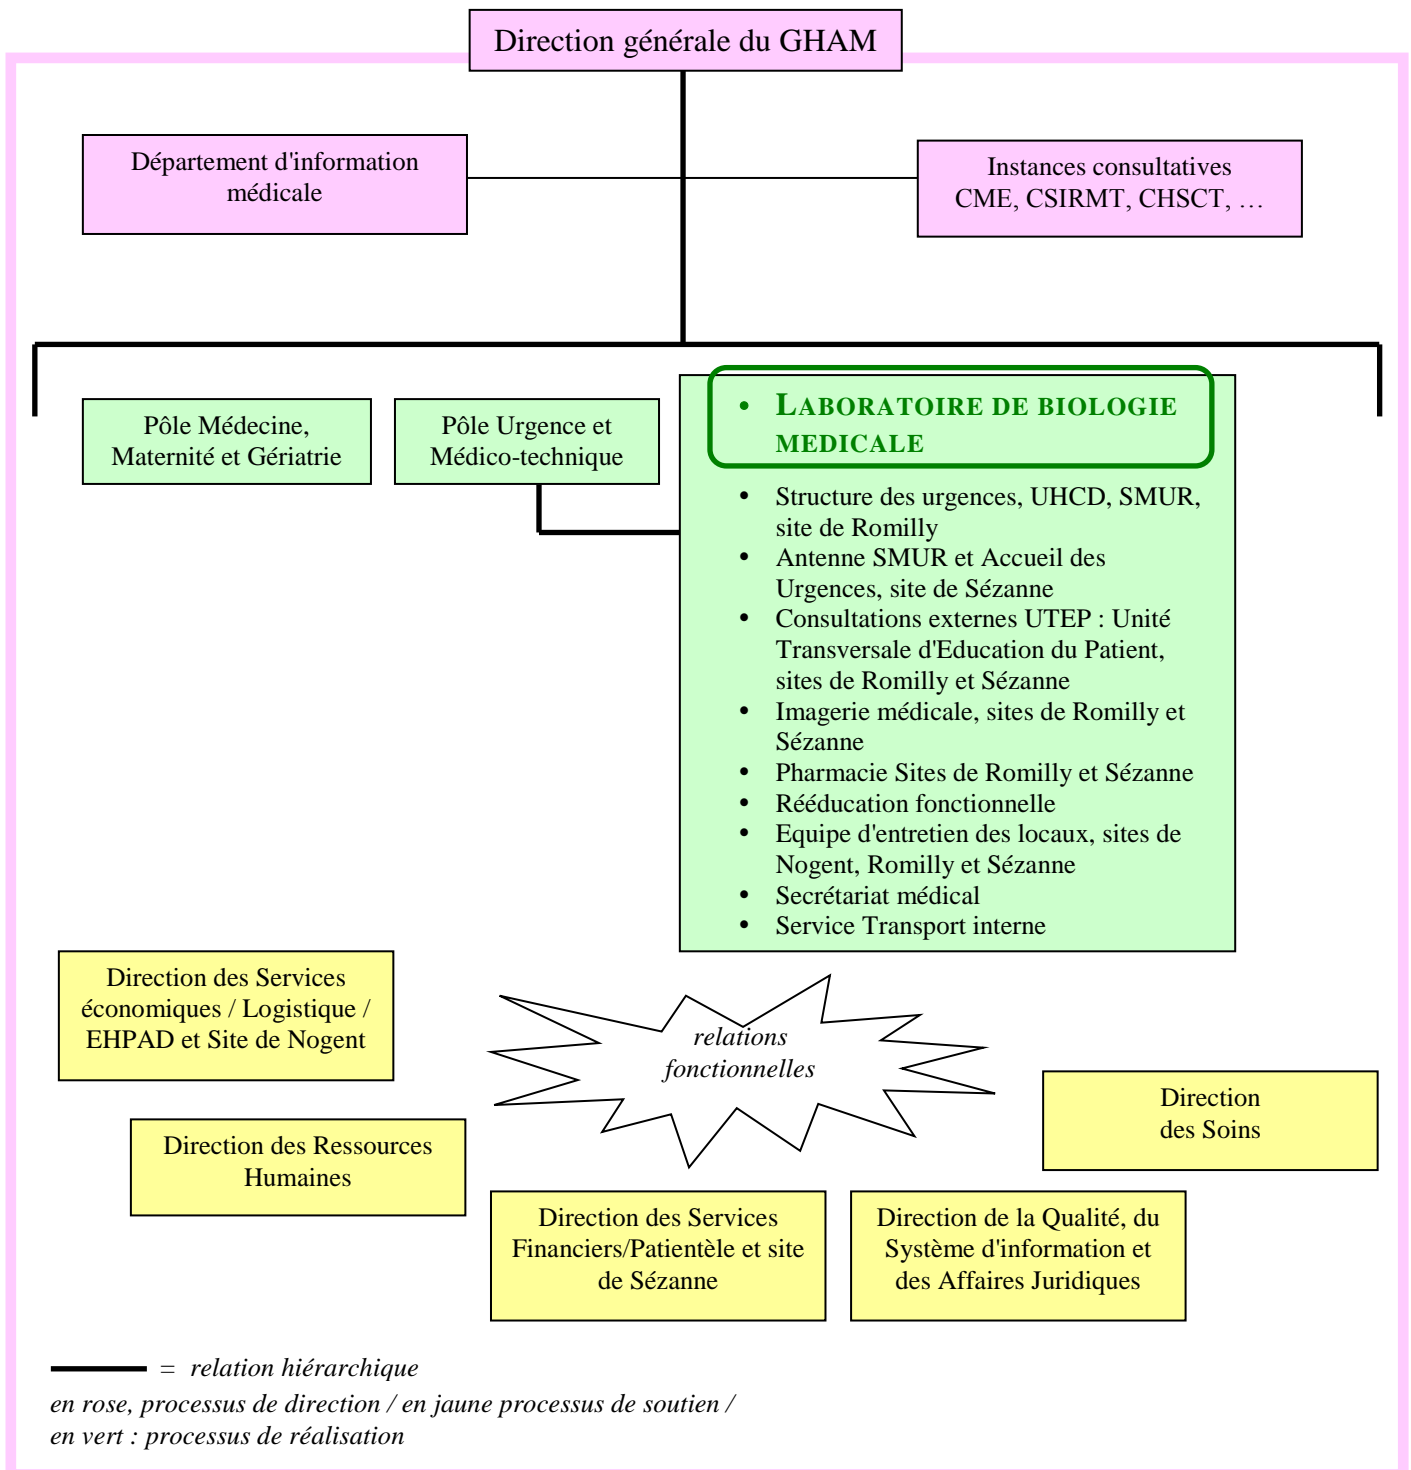 Direction générale du GHAM
Département d'information
médicale
Instances consultatives
CME, CSIRMT, CHSCT, …
Pôle Médecine,
Maternité et Gériatrie
Pôle Urgence et
Médico-technique
• LABORATOIRE DE BIOLOGIE
MEDICALE
• Structure des urgences, UHCD, SMUR,
site de Romilly
• Antenne SMUR et Accueil des
Urgences, site de Sézanne
• Consultations externes UTEP : Unité
Transversale d'Education du Patient,
sites de Romilly et Sézanne
• Imagerie médicale, sites de Romilly et
Sézanne
• Pharmacie Sites de Romilly et Sézanne
• Rééducation fonctionnelle
• Equipe d'entretien des locaux, sites de
Nogent, Romilly et Sézanne
• Secrétariat médical
• Service Transport interne
Direction des Services
économiques / Logistique /
EHPAD et Site de Nogent
relations
fonctionnelles
Direction
des Soins
Direction des Ressources
Humaines
Direction des Services
Financiers/Patientèle et site
de Sézanne
Direction de la Qualité, du
Système d'information et
des Affaires Juridiques
= relation hiérarchique
en rose, processus de direction / en jaune processus de soutien /
en vert : processus de réalisation